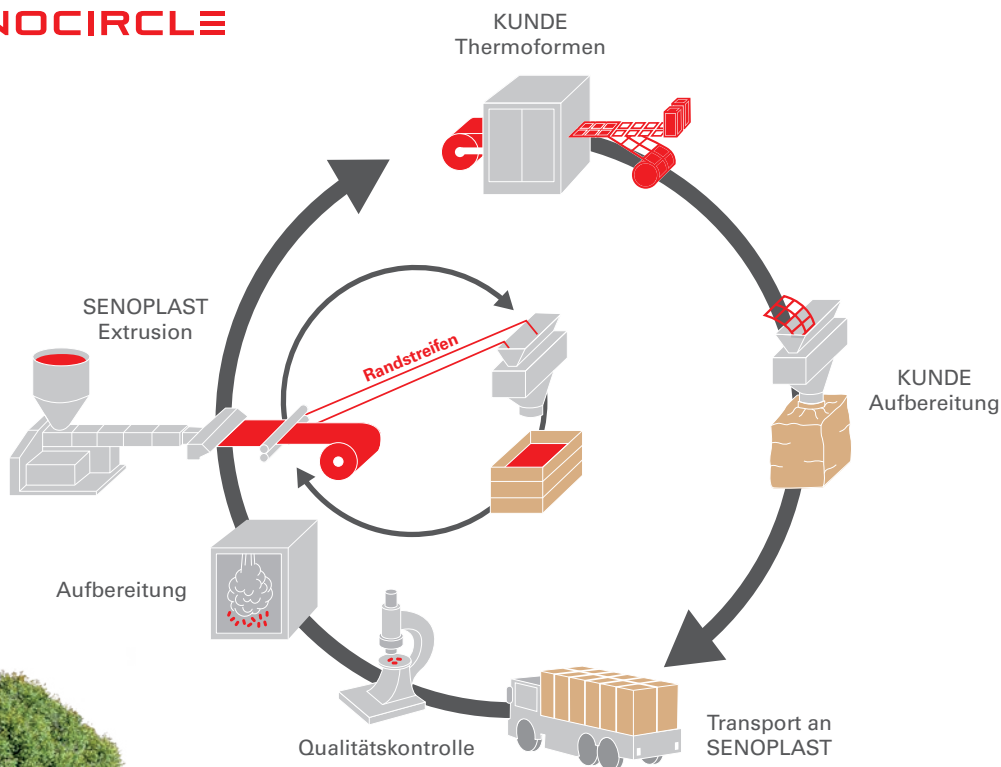 NOCIRCLE
KUNDE
Thermoformen
SENOPLAST
Extrusion
Randstreifen
KUNDE
Aufbereitung
Aufbereitung
Qualitätskontrolle
Transport an
SENOPLAST